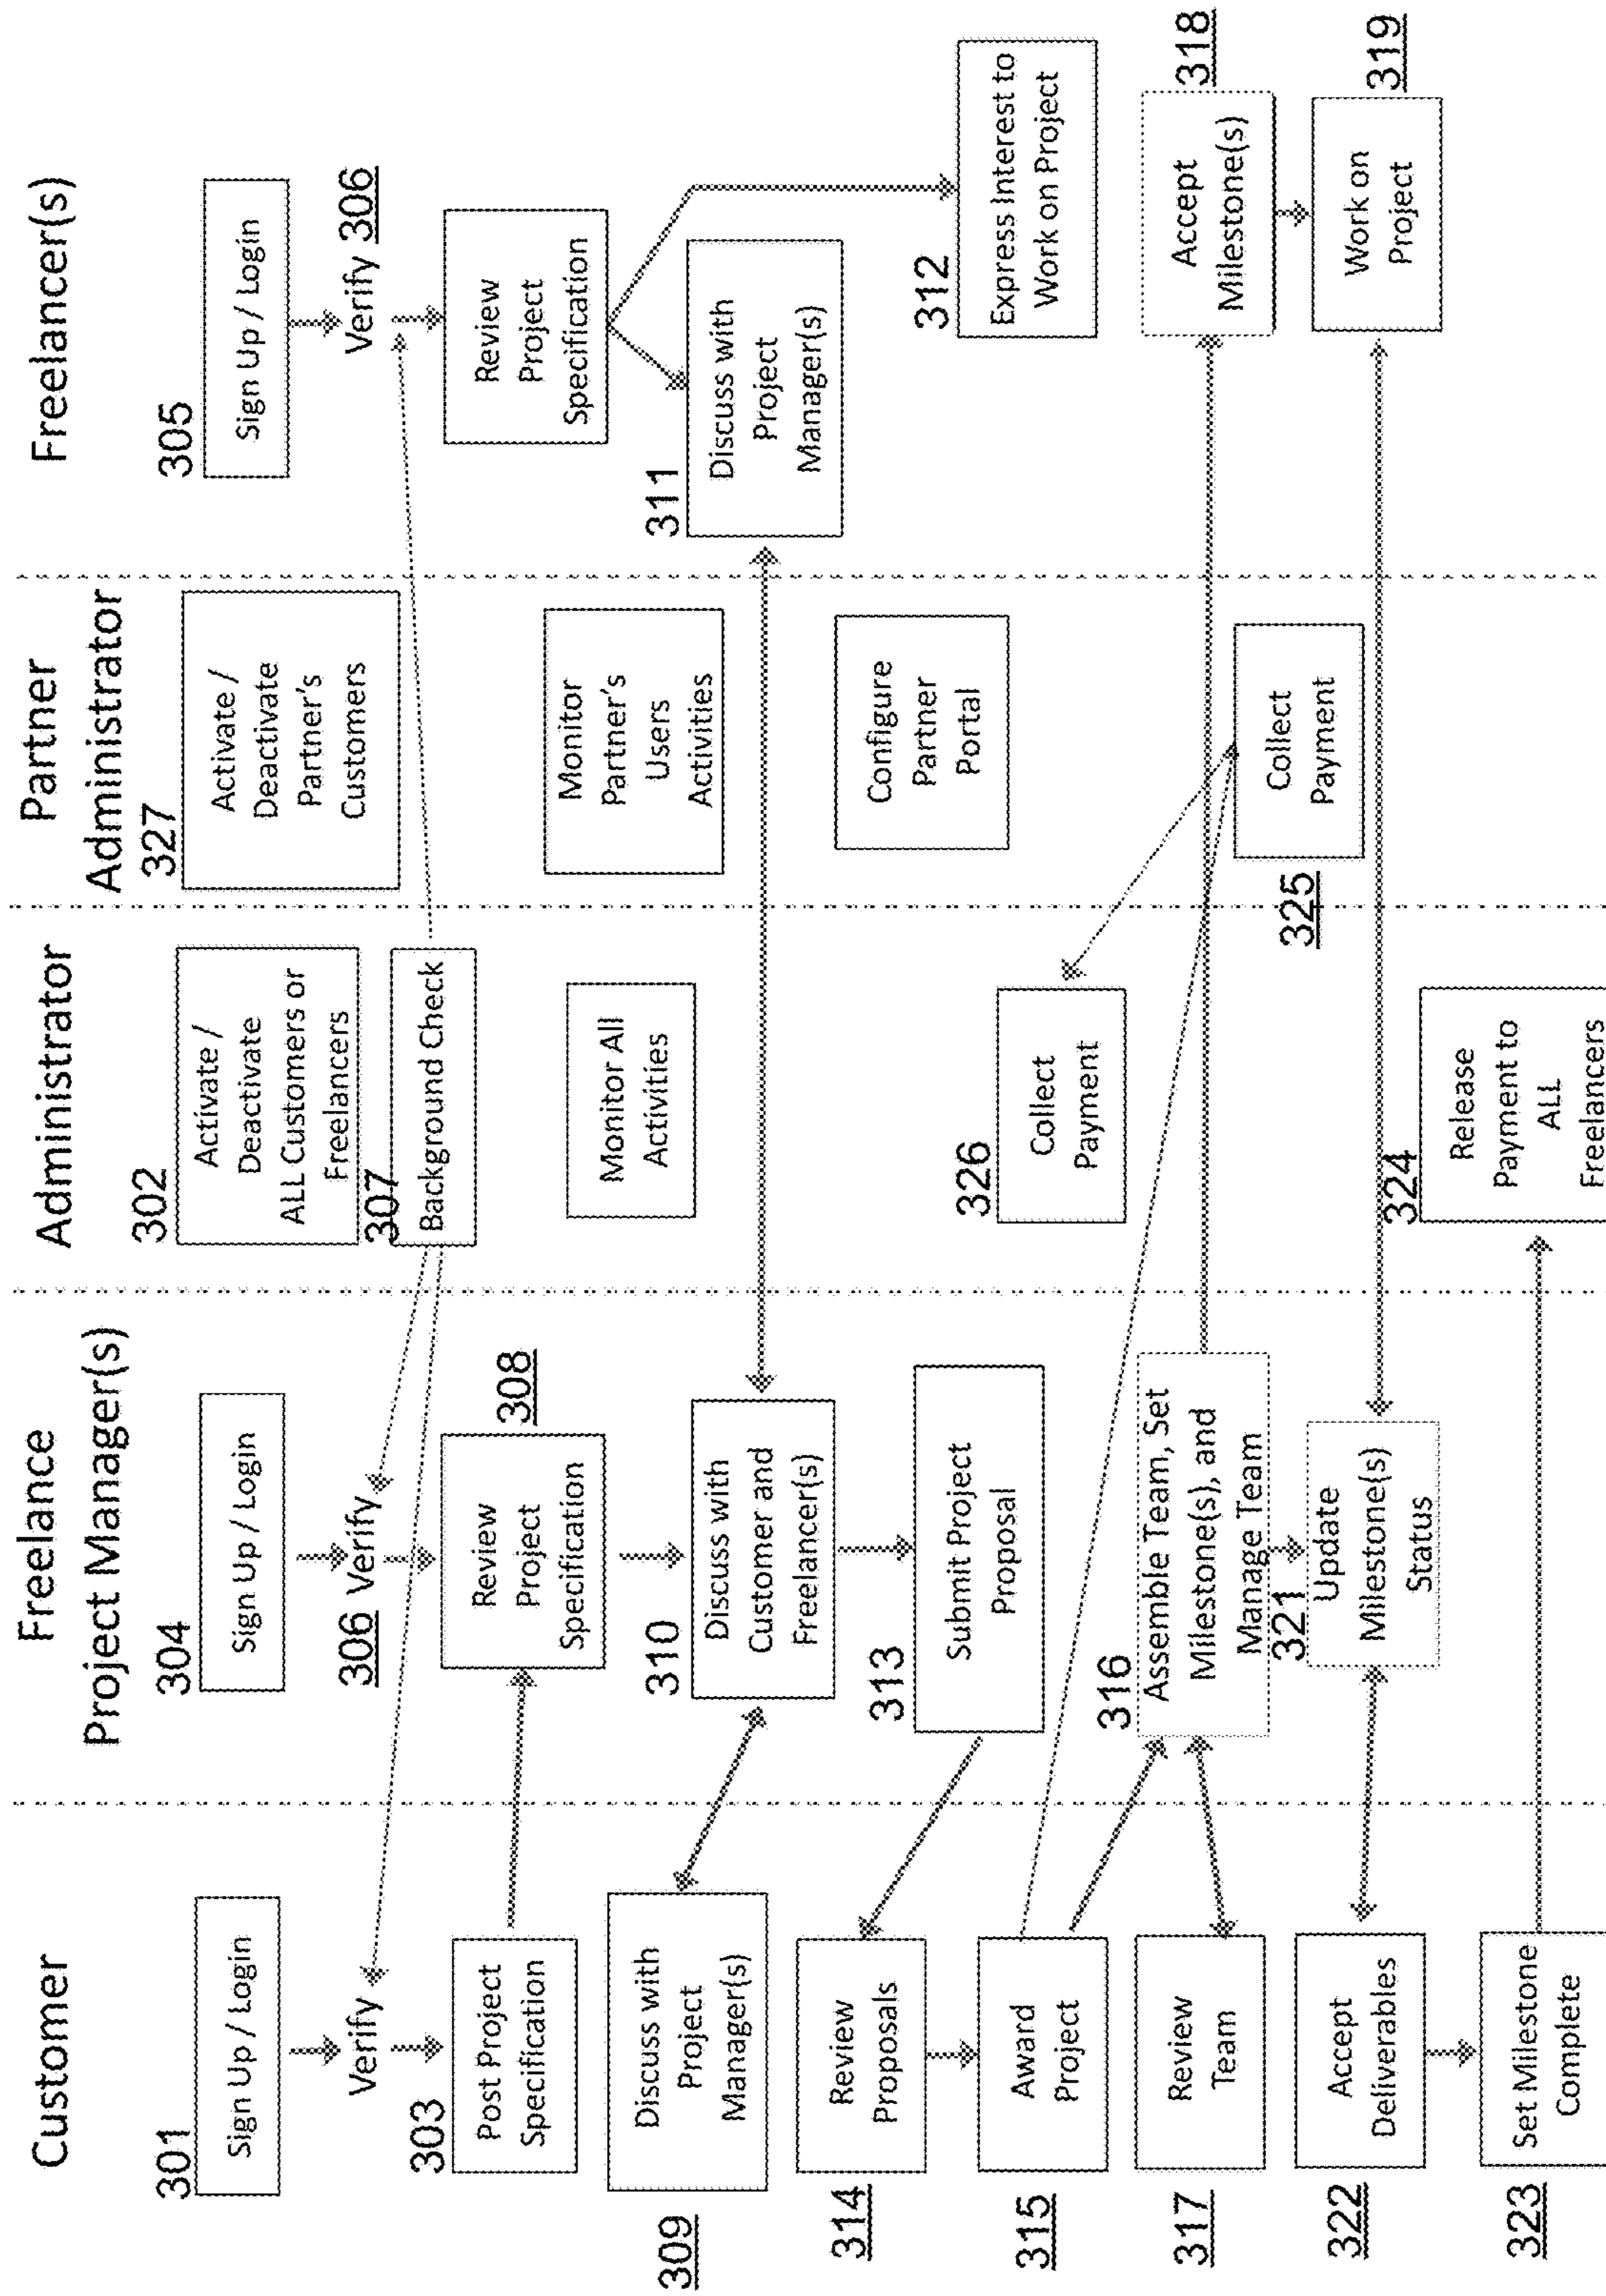 Customer
301
Sign Up / Login
Verify
303
Post Project
Specification
309
Discuss with
Project
Manager(s)
314
Review
Proposals
315
Award
Project
317
Review
Team
322
Accept
Deliverables
323
Set Milestone
Complete
Freelance
Project Manager(s)
304
Sign Up / Login
306 Verify
308
Review
Project
Specification
310
Discuss with
Customer and
Freelancer(s)
313
Submit Project
Proposal
316
Assemble Team, Set
Milestone(s), and
Manage Team
321
Update
Milestone(s)
Status
Administrator
302
Activate /
Deactivate
ALL Customers or
Freelancers
307
Background Check
Monitor All
Activities
326
Collect
Payment
324
Release
Payment to
ALL
Freelancers
Partner
Administrator
327
Activate /
Deactivate
Partner's
Customers
Monitor
Partner's
Users
Activities
Configure
Partner
Portal
Collect
Payment
325
Freelancer(s)
305
Sign Up / Login
Verify 306
Review
Project
Specification
311
Discuss with
Project
Manager(s)
312
Express Interest to
Work on Project
318
Accept
Milestone(s)
319
Work on
Project